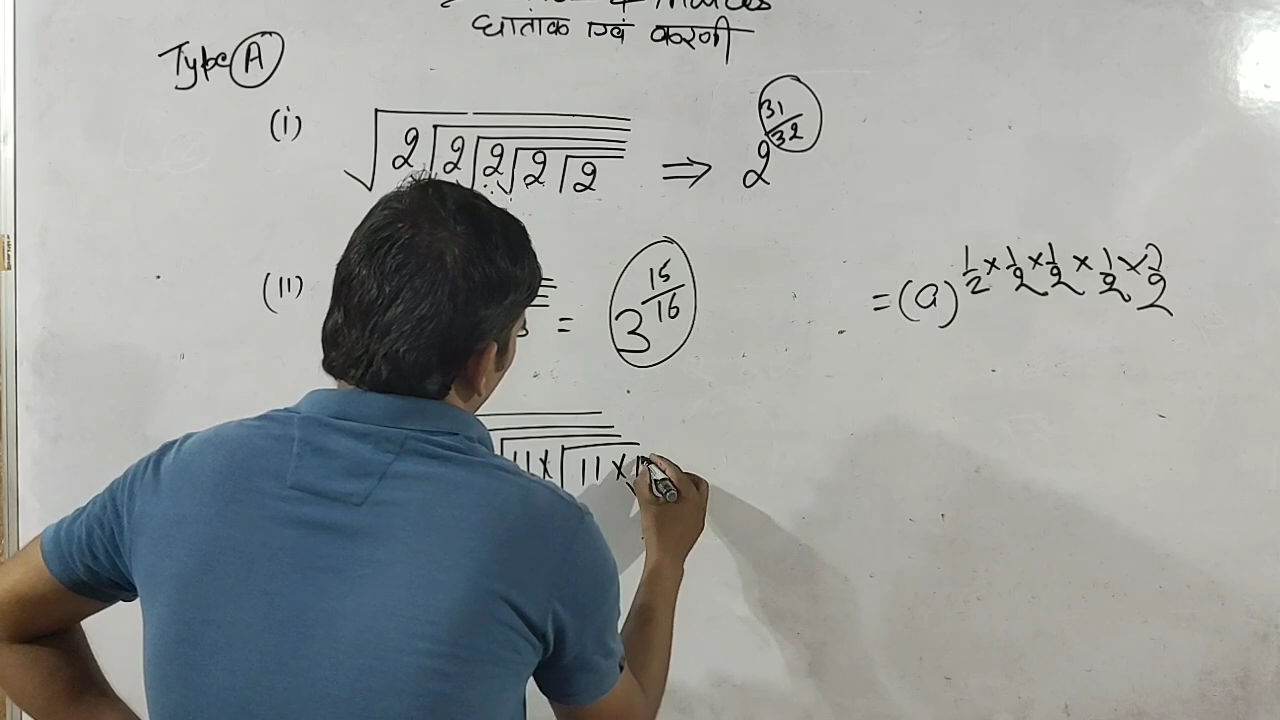 धातांक एवं करणी
Type A
(i) √2√2√2√2√2 ⇒ 2^31/32
(ii) = 3^15/16
= (a)^1/2 × 1/2 × 1/2 × 1/2 × 1/2
√11 × √11 ×